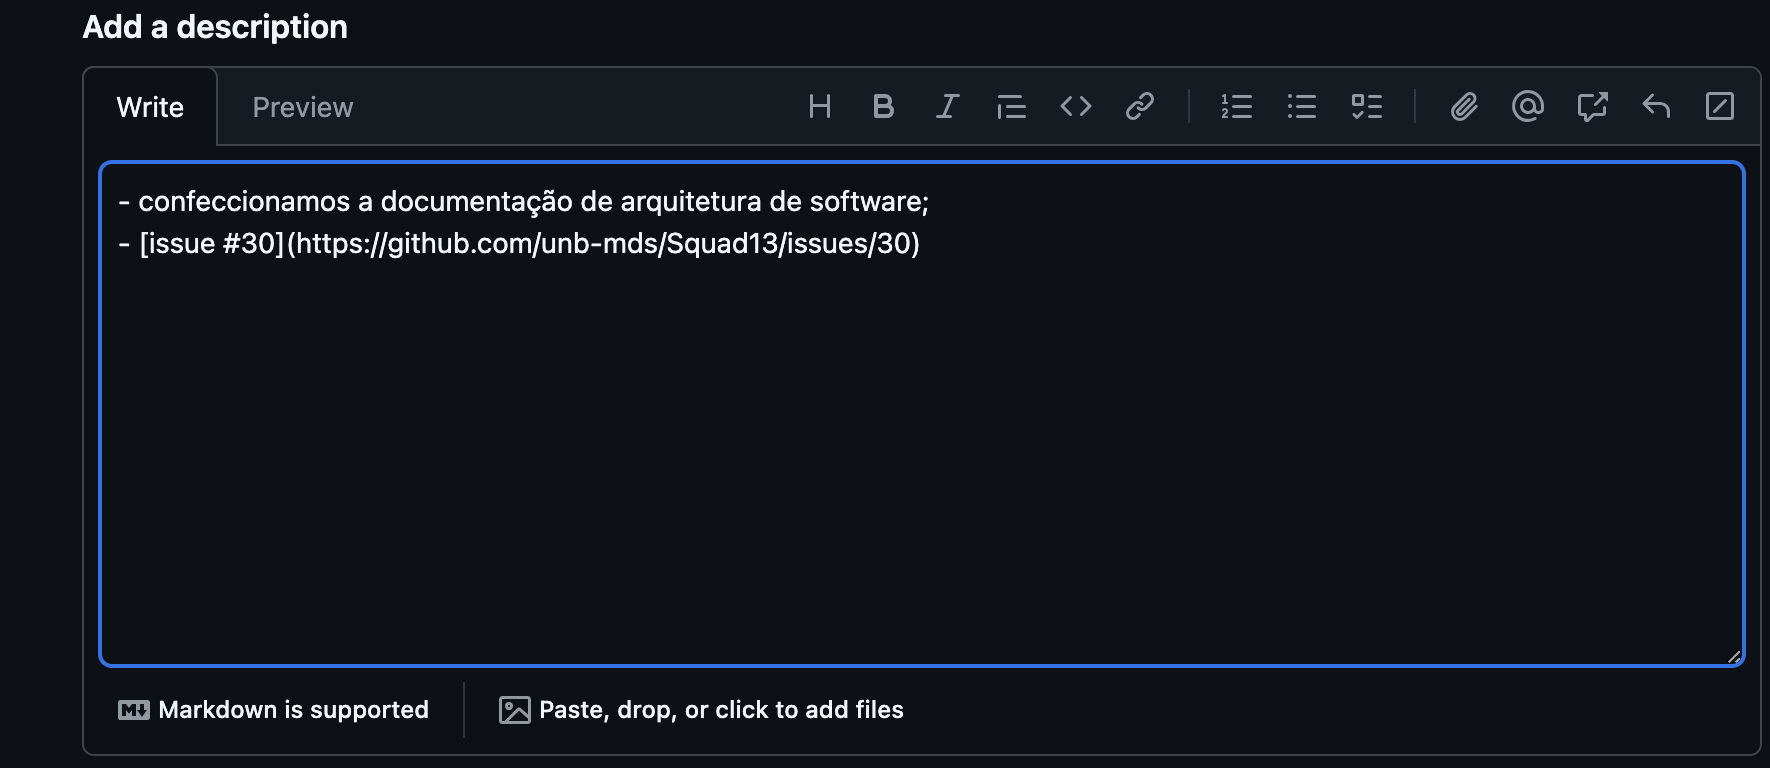 Add a description
Write Preview
- confeccionamos a documentação de arquitetura de software;
- [issue #30](https://github.com/unb-mds/Squad13/issues/30)
Markdown is supported
Paste, drop, or click to add files